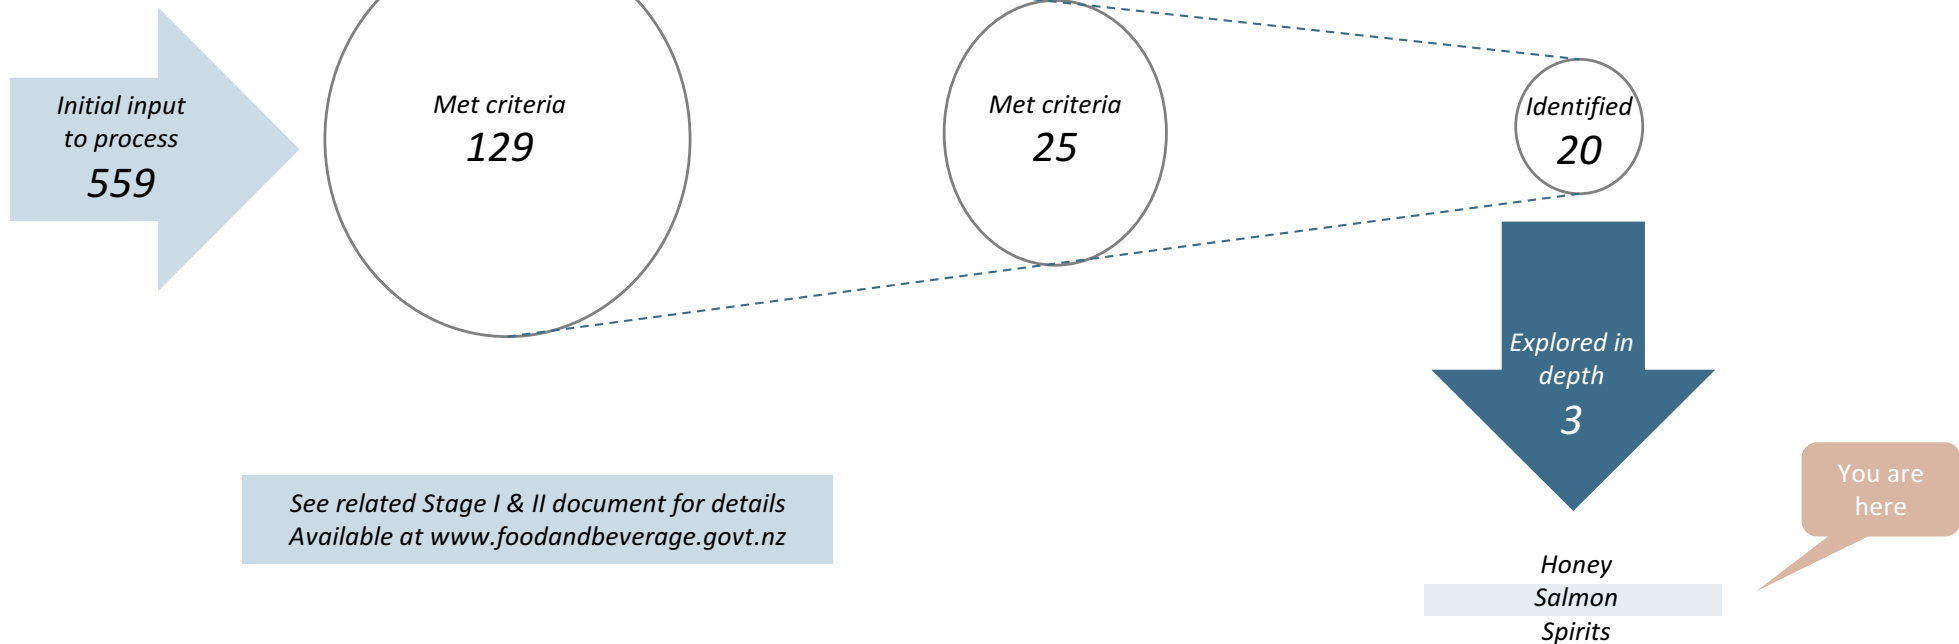 Initial input
to process
559
Met criteria
129
Met criteria
25
Identified
20
Explored in
depth
3
You are
here
See related Stage I & II document for details
Available at www.foodandbeverage.govt.nz
Honey
Salmon
Spirits